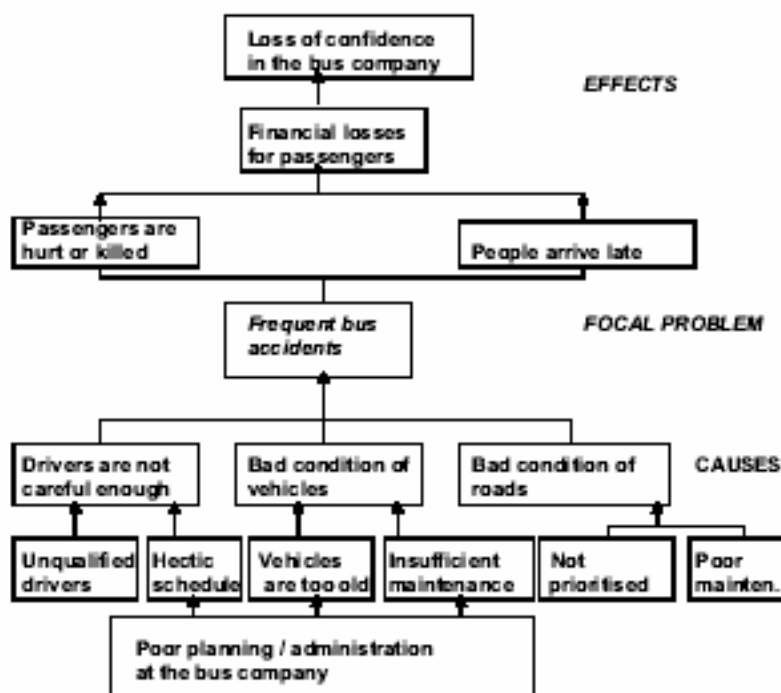 Loss of confidence
in the bus company
EFFECTS
Financial losses
for passengers
Passengers are
hurt or killed
People arrive late
Frequent bus
accidents
FOCAL PROBLEM
Drivers are not
careful enough
Bad condition of
vehicles
Bad condition of
roads
CAUSES
Unqualified
drivers
Hectic
schedule
Vehicles
are too old
Insufficient
maintenance
Not
prioritised
Poor
mainten.
Poor planning / administration
at the bus company